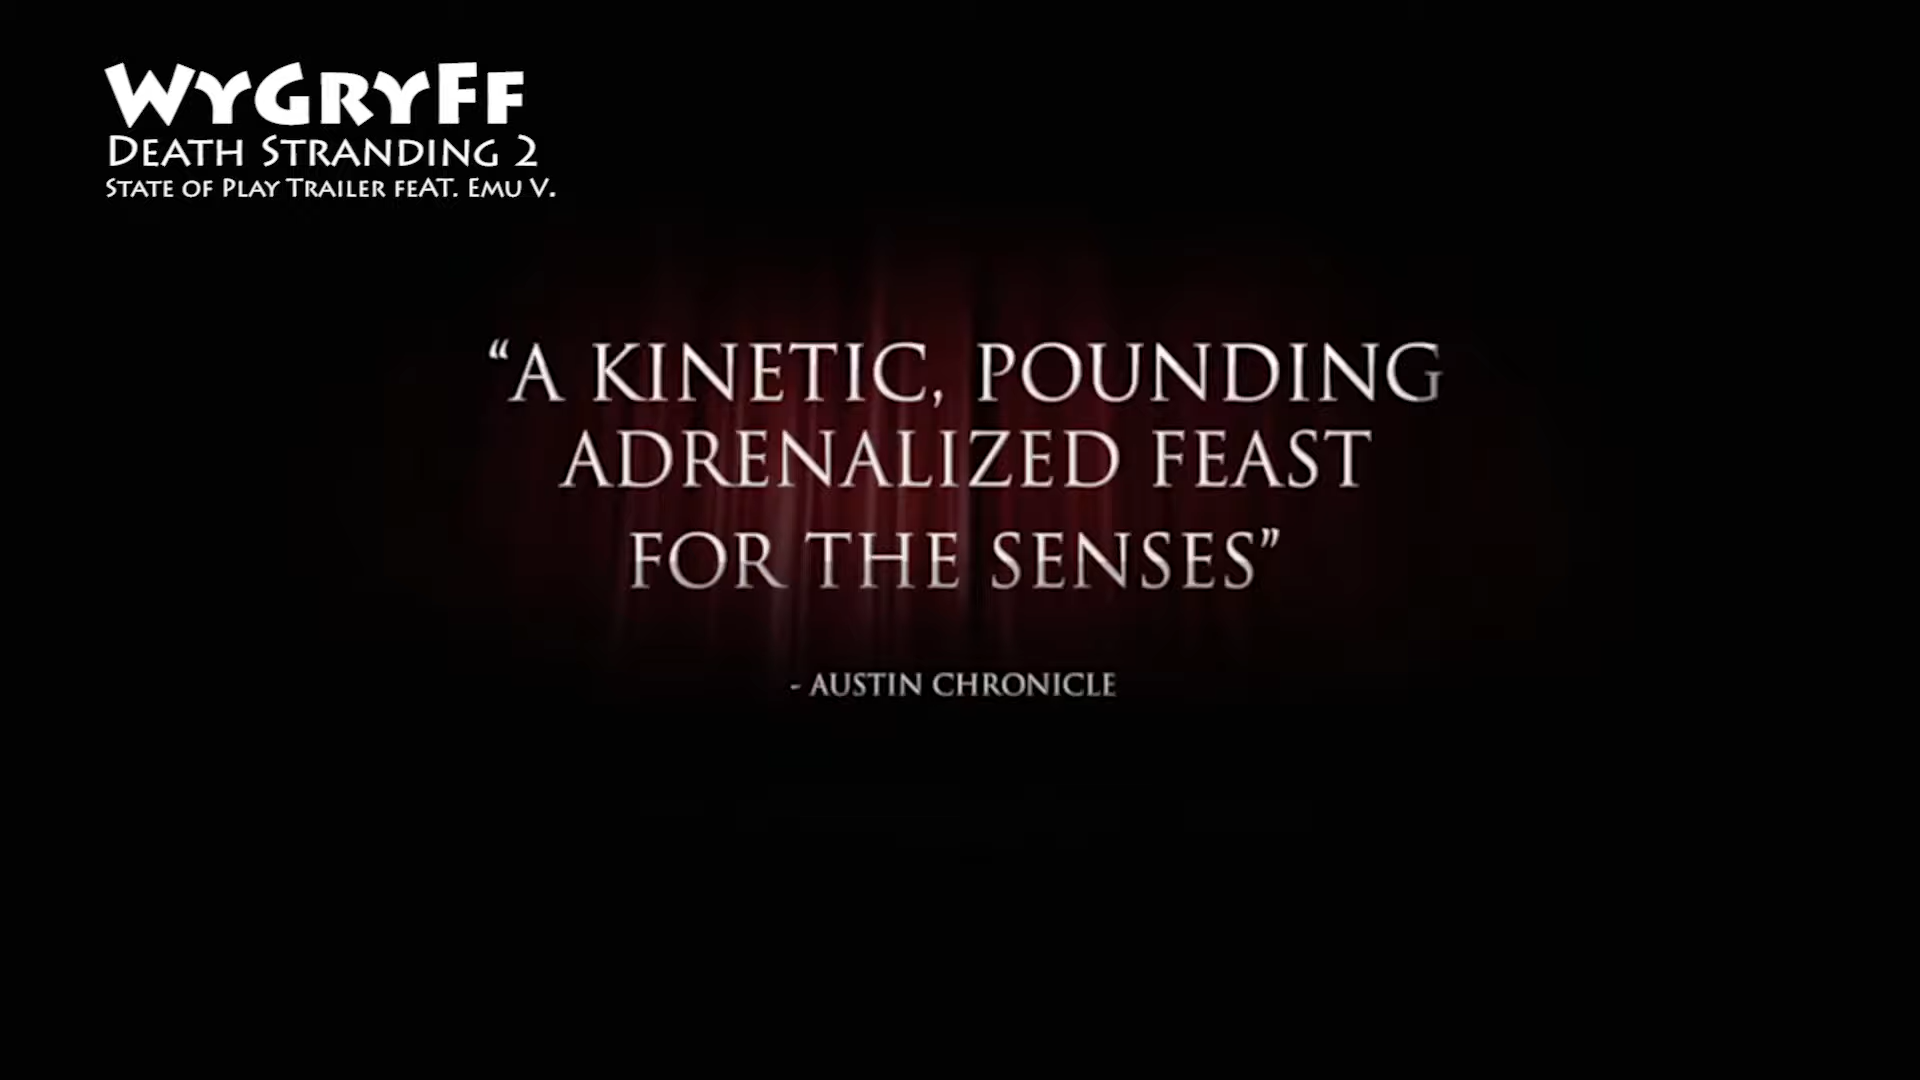 WYGRYFF
DEATH STRANDING 2
STATE OF PLAY TRAILER FEAT. EMU V.
“A KINETIC, POUNDING
ADRENALIZED FEAST
FOR THE SENSES”
- AUSTIN CHRONICLE